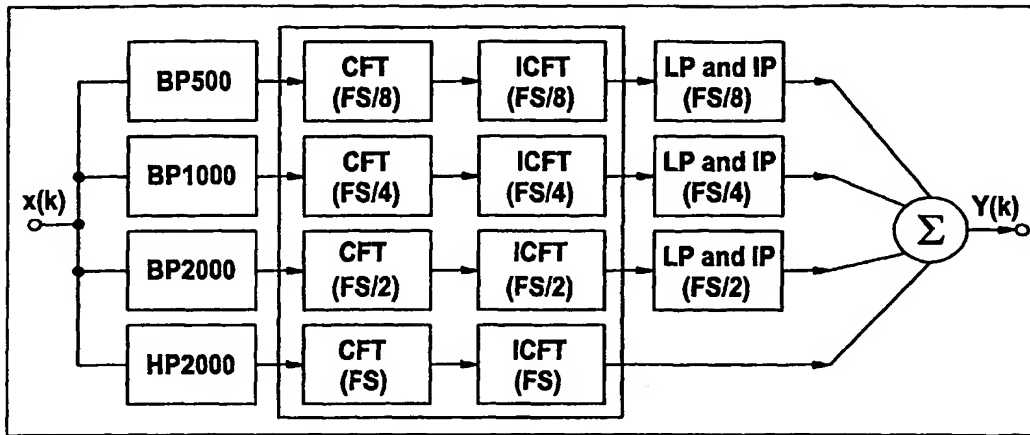 BP500
CFT
(FS/8)
ICFT
(FS/8)
LP and IP
(FS/8)
BP1000
CFT
(FS/4)
ICFT
(FS/4)
LP and IP
(FS/4)
x(k)
Y(k)
Σ
BP2000
CFT
(FS/2)
ICFT
(FS/2)
LP and IP
(FS/2)
HP2000
CFT
(FS)
ICFT
(FS)